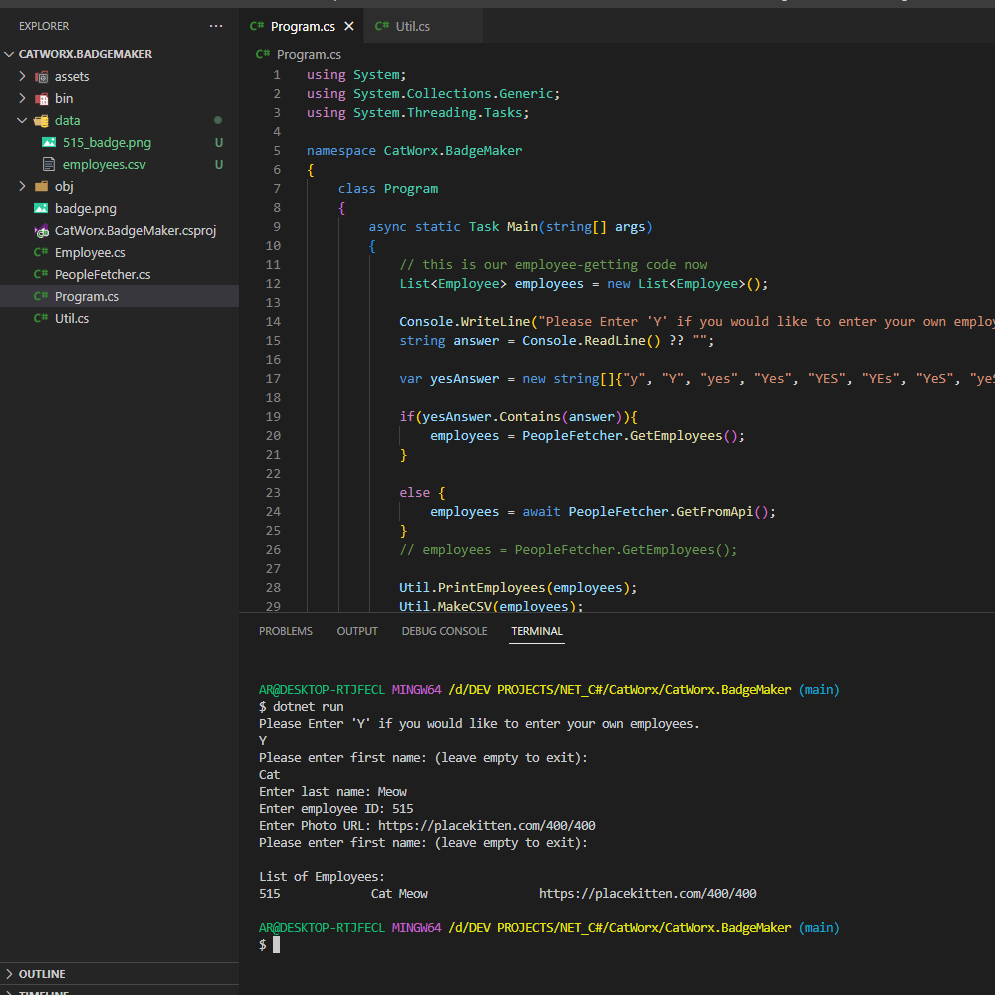 EXPLORER ···
CATWORX.BADGEMAKER
assets
bin
data
515_badge.png U
employees.csv U
obj
badge.png
CatWorx.BadgeMaker.csproj
C# Employee.cs
C# PeopleFetcher.cs
C# Program.cs
C# Util.cs
OUTLINE
TIMELINE
C# Program.cs
C# Util.cs
C# Program.cs
1 using System;
2 using System.Collections.Generic;
3 using System.Threading.Tasks;
4
5 namespace CatWorx.BadgeMaker
6 {
7 class Program
8 {
9 async static Task Main(string[] args)
10 {
11 // this is our employee-getting code now
12 List<Employee> employees = new List<Employee>();
13
14 Console.WriteLine("Please Enter 'Y' if you would like to enter your own employ
15 string answer = Console.ReadLine() ?? "";
16
17 var yesAnswer = new string[]{"y", "Y", "yes", "Yes", "YES", "YEs", "YeS", "yeS
18
19 if(yesAnswer.Contains(answer)){
20 employees = PeopleFetcher.GetEmployees();
21 }
22
23 else {
24 employees = await PeopleFetcher.GetFromApi();
25 }
26 // employees = PeopleFetcher.GetEmployees();
27
28 Util.PrintEmployees(employees);
29 Util.MakeCSV(employees);
PROBLEMS OUTPUT DEBUG CONSOLE TERMINAL
AR@DESKTOP-RTJFECL MINGW64 /d/DEV PROJECTS/NET_C#/CatWorx/CatWorx.BadgeMaker (main)
$ dotnet run
Please Enter 'Y' if you would like to enter your own employees.
Y
Please enter first name: (leave empty to exit):
Cat
Enter last name: Meow
Enter employee ID: 515
Enter Photo URL: https://placekitten.com/400/400
Please enter first name: (leave empty to exit):
List of Employees:
515 Cat Meow https://placekitten.com/400/400
AR@DESKTOP-RTJFECL MINGW64 /d/DEV PROJECTS/NET_C#/CatWorx/CatWorx.BadgeMaker (main)
$